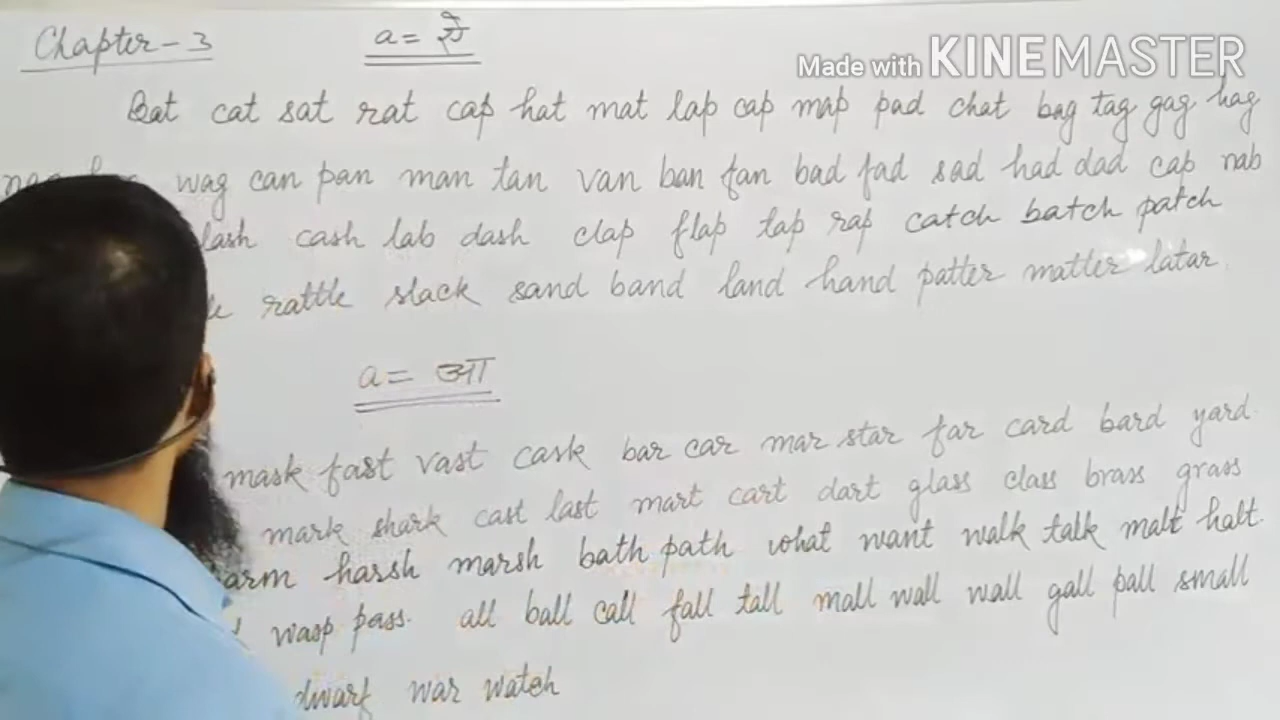 Chapter-3 a = ऐ
Made with KINEMASTER
Bat cat sat rat cap hat mat lap cap map pad chat bag tag gag hag
wag can pan man tan van ban fan bad fad sad had dad cap nab
lash cash lab dash clap flap tap rap catch batch patch
rattle slack sand band land hand patter matter latar
a = आ
mask fast vast cask bar car mar star far card bard yard
mark shark cast last mart cart dart glass class brass grass
arm harsh marsh bath path what want walk talk malt halt.
wasp pass. all ball call fall tall mall wall wall gall pall small
dwarf war watch